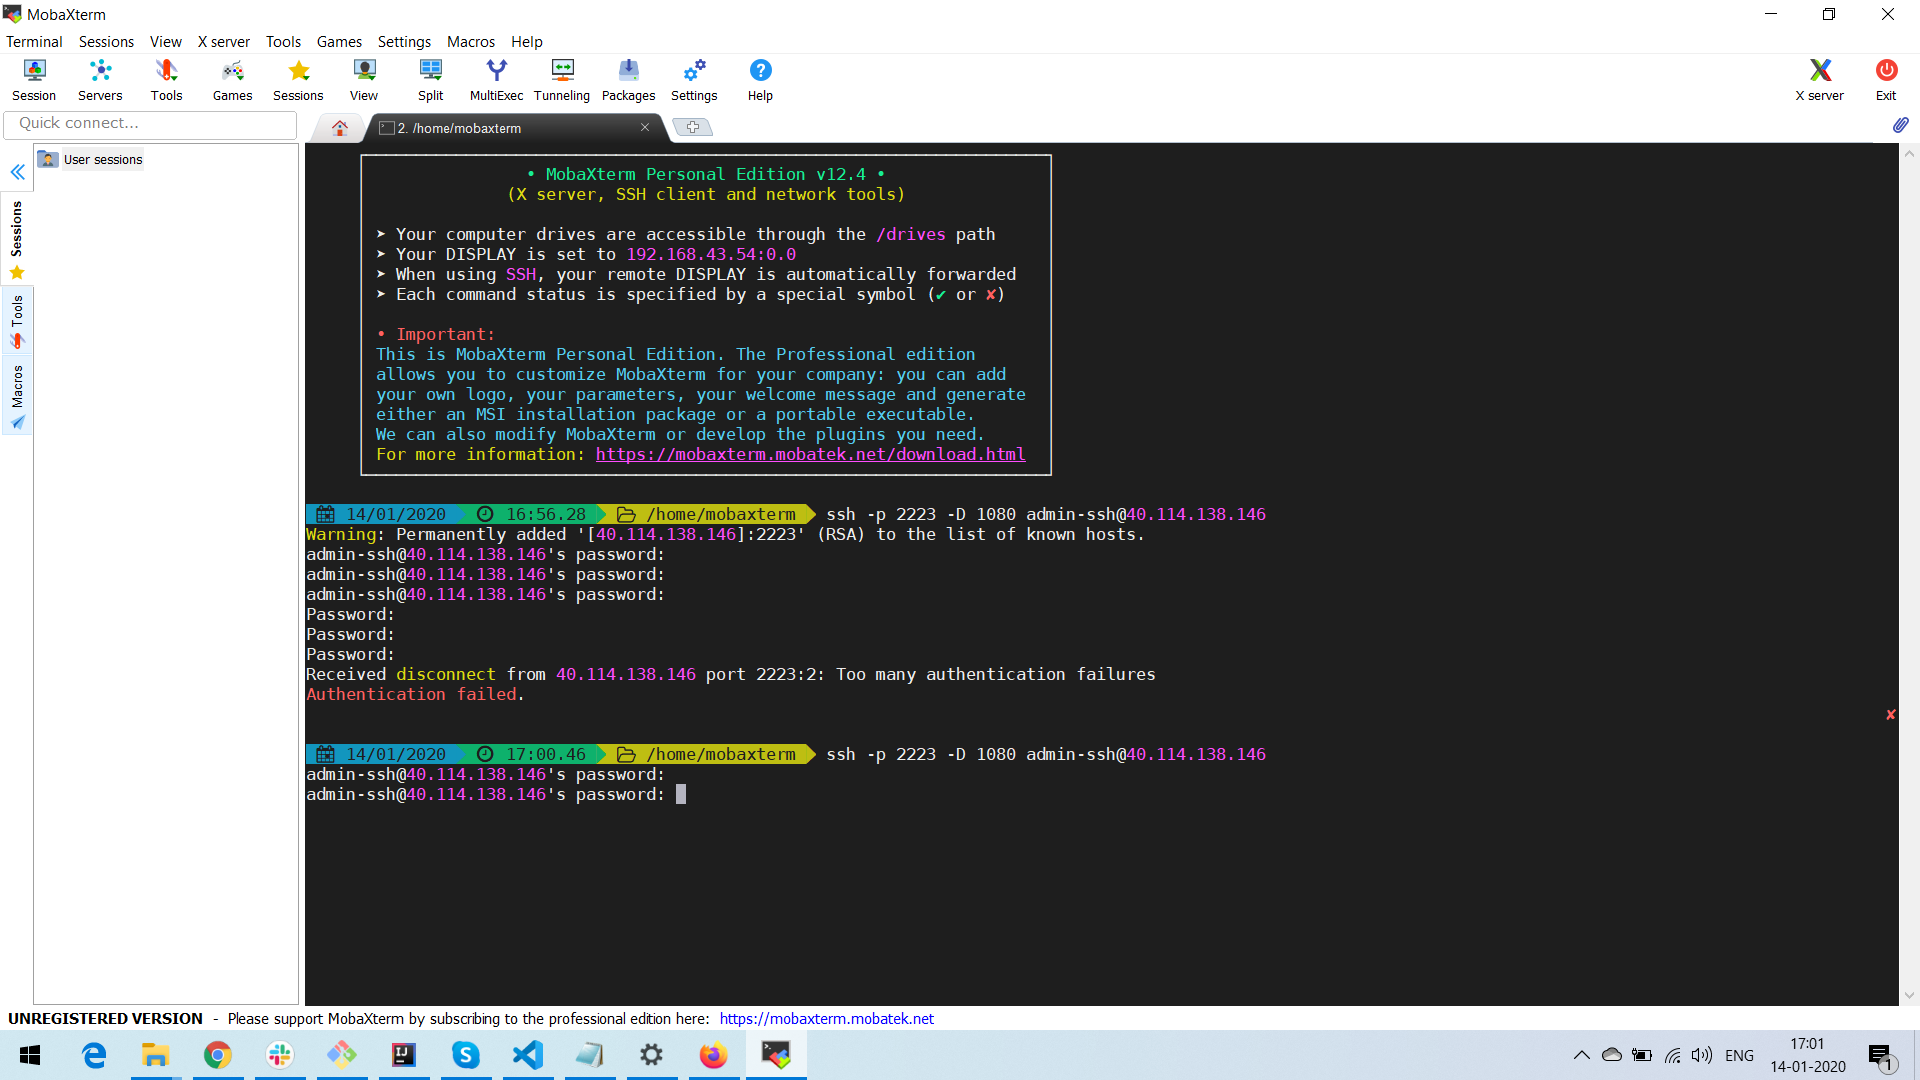 MobaXterm
Terminal Sessions View X server Tools Games Settings Macros Help
Session Servers Tools Games Sessions View Split MultiExec Tunneling Packages Settings Help X server Exit
Quick connect...
2. /home/mobaxterm
User sessions
Sessions
Tools
Macros
• MobaXterm Personal Edition v12.4 •
(X server, SSH client and network tools)
➤ Your computer drives are accessible through the /drives path
➤ Your DISPLAY is set to 192.168.43.54:0.0
➤ When using SSH, your remote DISPLAY is automatically forwarded
➤ Each command status is specified by a special symbol (✔ or ✘)
• Important:
This is MobaXterm Personal Edition. The Professional edition
allows you to customize MobaXterm for your company: you can add
your own logo, your parameters, your welcome message and generate
either an MSI installation package or a portable executable.
We can also modify MobaXterm or develop the plugins you need.
For more information: https://mobaxterm.mobatek.net/download.html
14/01/2020 16:56.28 /home/mobaxterm ssh -p 2223 -D 1080 admin-ssh@40.114.138.146
Warning: Permanently added '[40.114.138.146]:2223' (RSA) to the list of known hosts.
admin-ssh@40.114.138.146's password:
admin-ssh@40.114.138.146's password:
admin-ssh@40.114.138.146's password:
Password:
Password:
Password:
Received disconnect from 40.114.138.146 port 2223:2: Too many authentication failures
Authentication failed.
✘
14/01/2020 17:00.46 /home/mobaxterm ssh -p 2223 -D 1080 admin-ssh@40.114.138.146
admin-ssh@40.114.138.146's password:
admin-ssh@40.114.138.146's password:
UNREGISTERED VERSION - Please support MobaXterm by subscribing to the professional edition here: https://mobaxterm.mobatek.net
ENG
17:01
14-01-2020
1